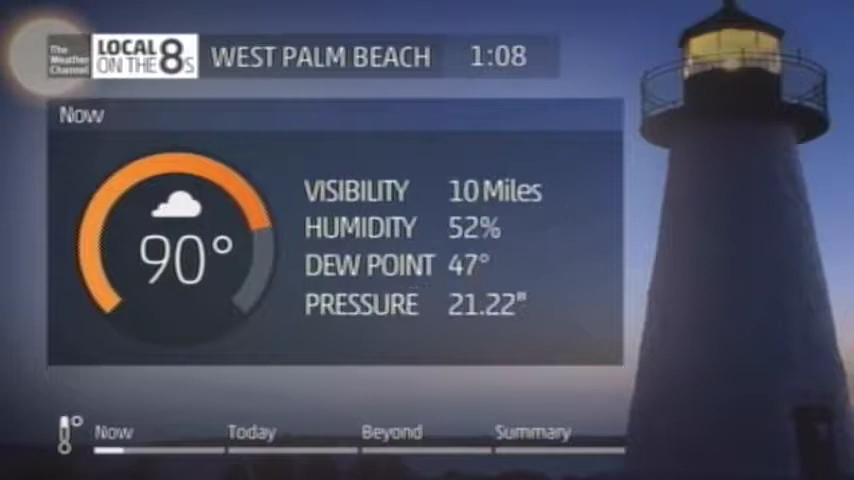 The Weather Channel
LOCAL ON THE 8s
WEST PALM BEACH 1:08
Now
90°
VISIBILITY 10 Miles
HUMIDITY 52%
DEW POINT 47°
PRESSURE 21.22"
Now Today Beyond Summary